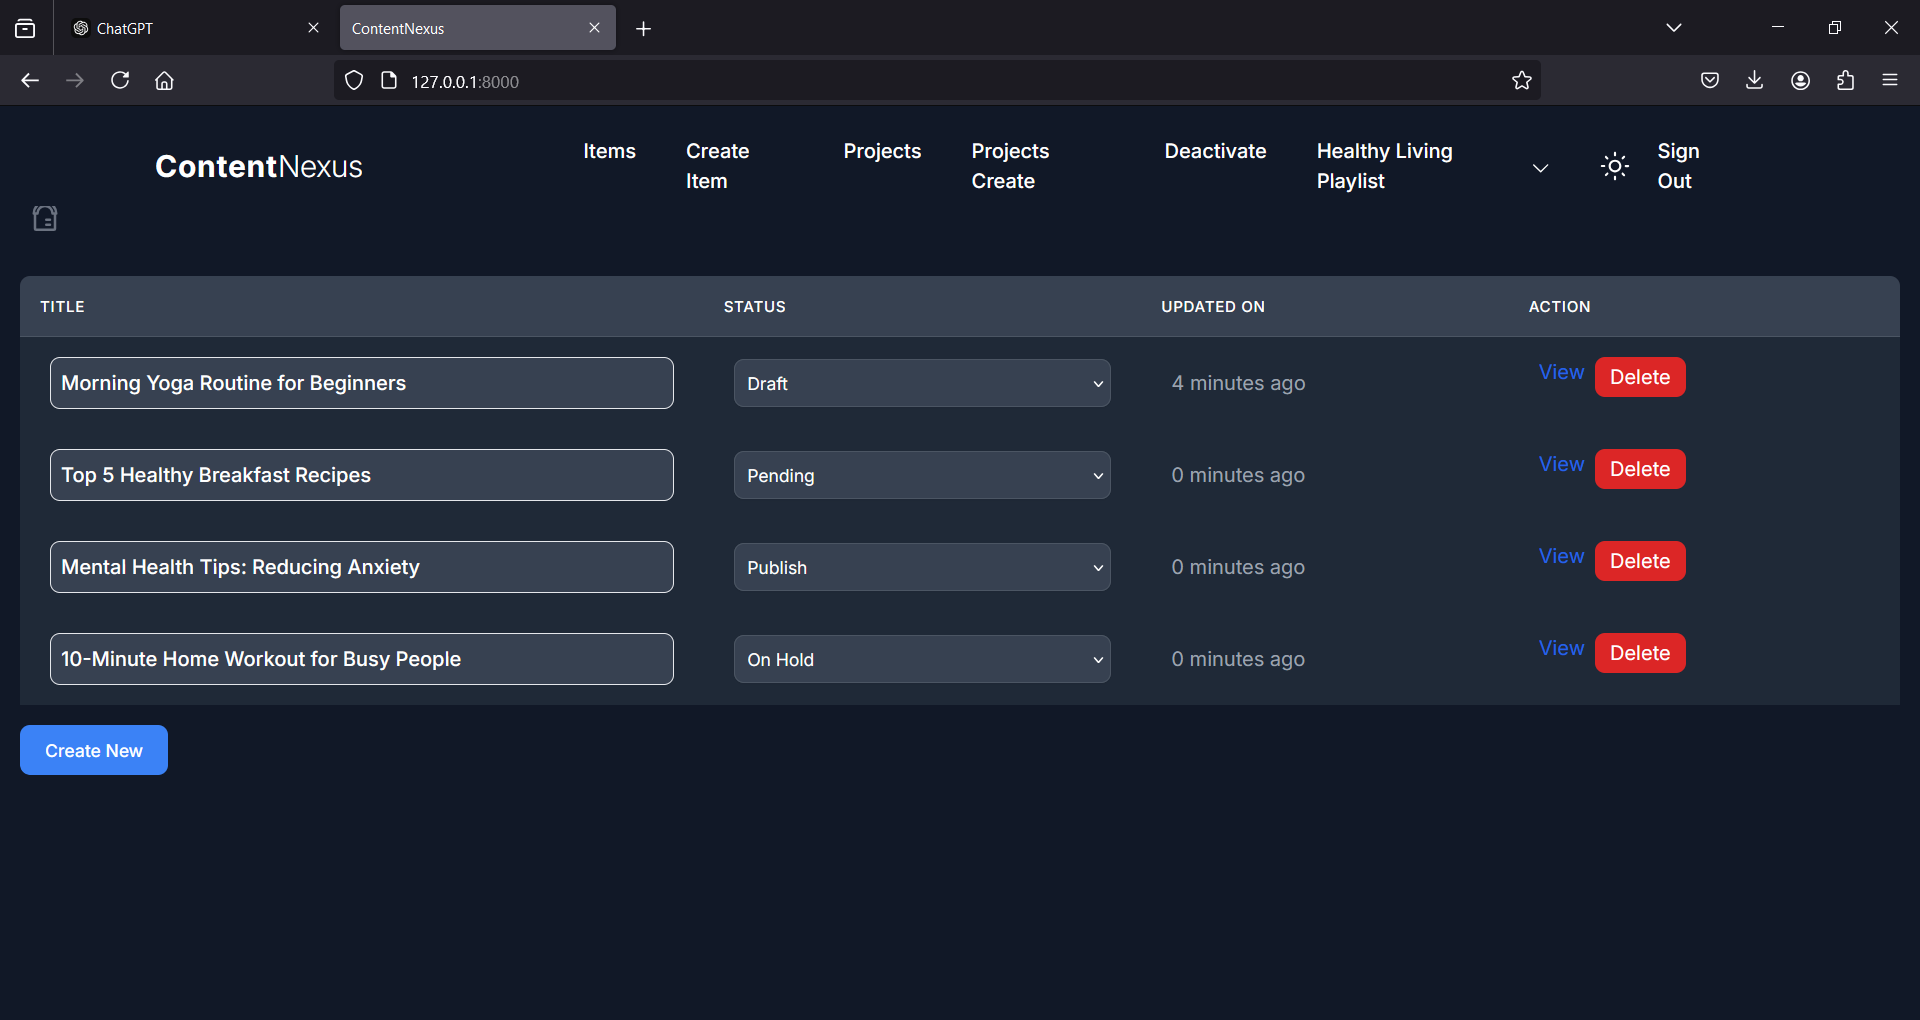 ChatGPT
ContentNexus
127.0.0.1:8000
ContentNexus
Items
Create
Item
Projects
Projects
Create
Deactivate
Healthy Living
Playlist
Sign
Out
TITLE STATUS UPDATED ON ACTION
Morning Yoga Routine for Beginners Draft 4 minutes ago View Delete
Top 5 Healthy Breakfast Recipes Pending 0 minutes ago View Delete
Mental Health Tips: Reducing Anxiety Publish 0 minutes ago View Delete
10-Minute Home Workout for Busy People On Hold 0 minutes ago View Delete
Create New